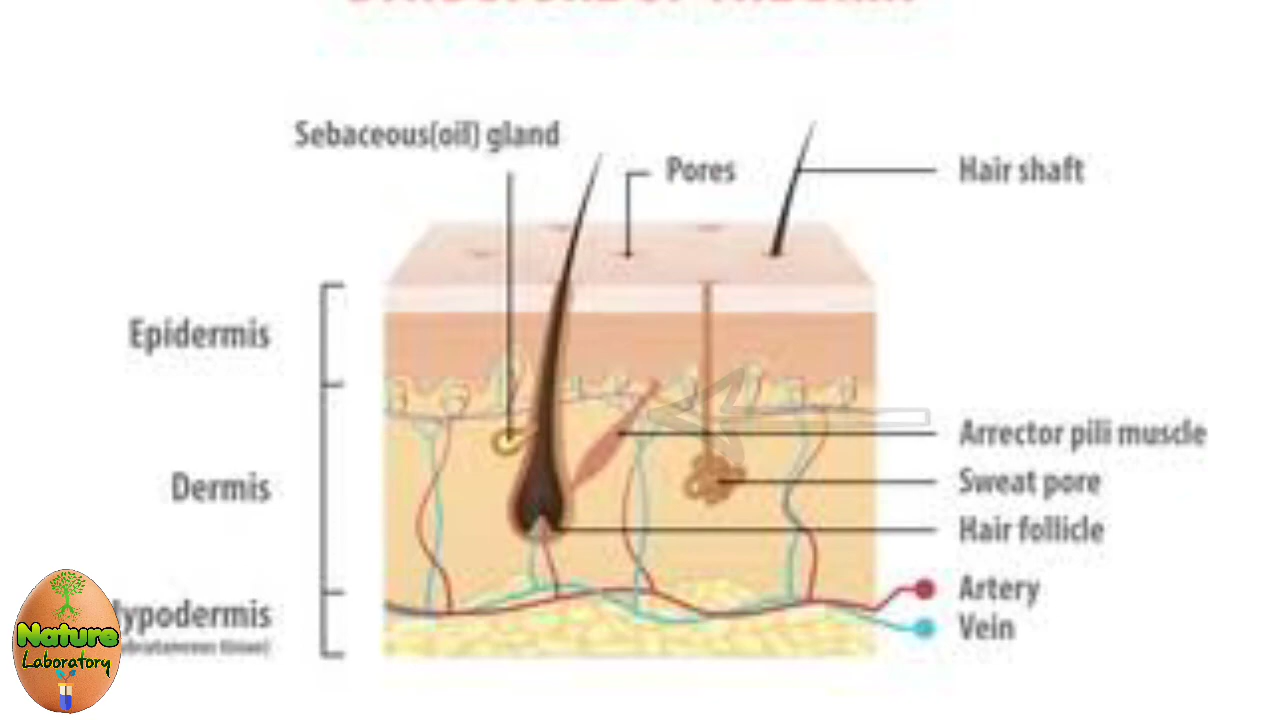 Sebaceous(oil) gland
Pores
Hair shaft
Epidermis
Arrector pili muscle
Dermis
Sweat pore
Hair follicle
Artery
ypodermis
Vein
Nature
Laboratory